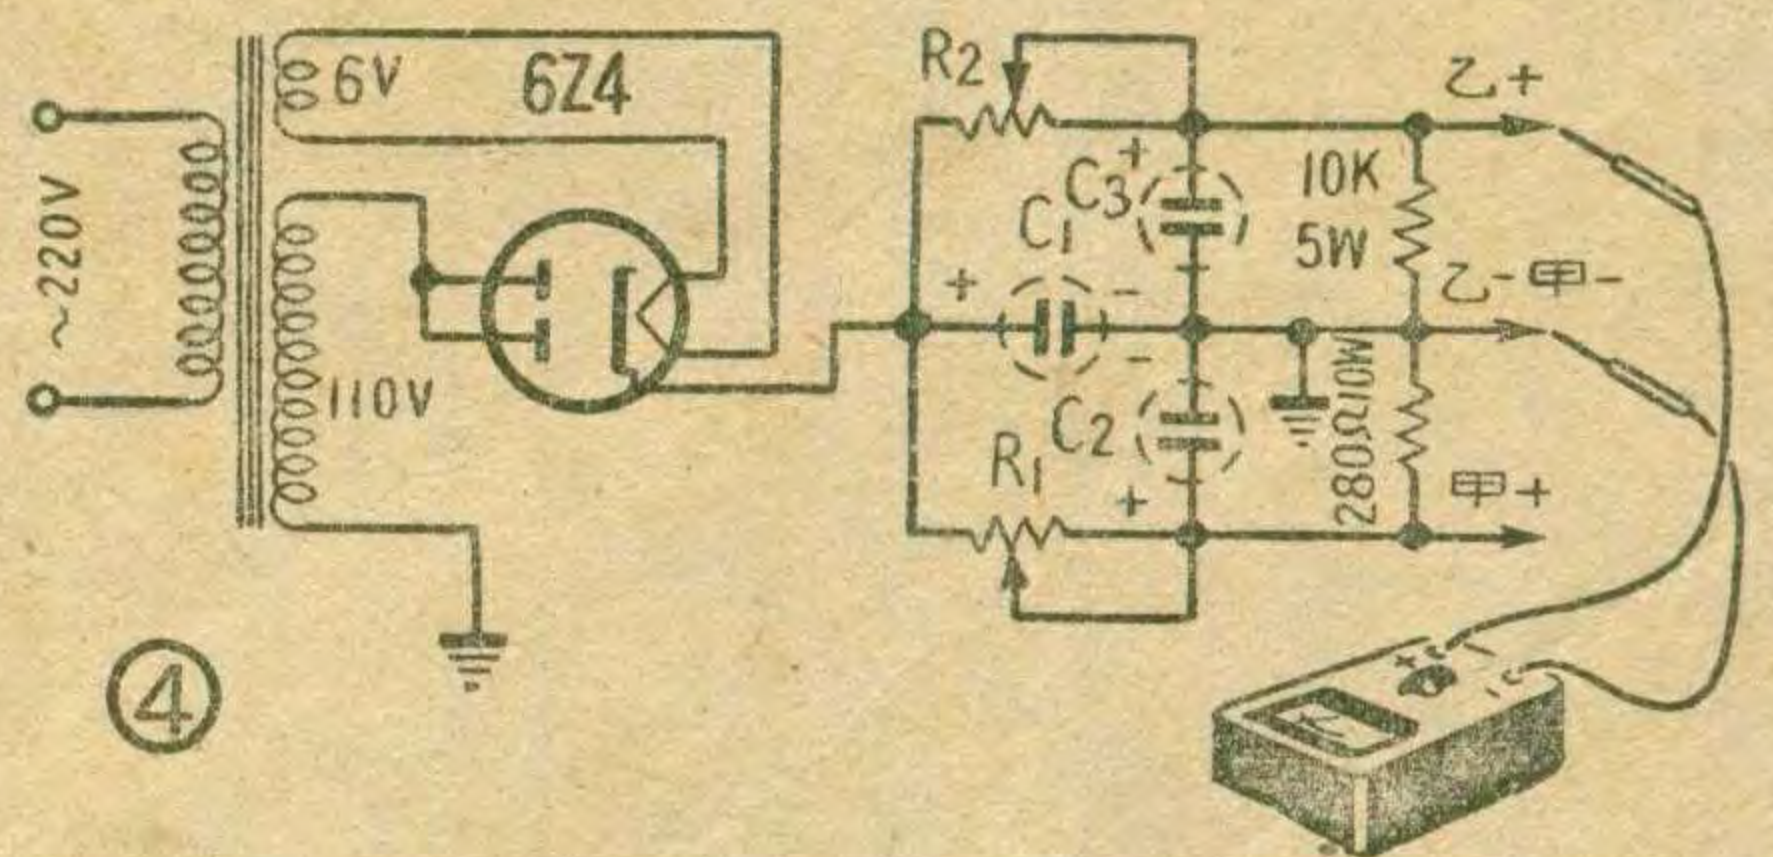 6V
6Z4
~220V
110V
R2
乙+
C3
+
10K
5W
C1
+
-
-
乙-甲-
-
-
C2
280Ω10W
R1
+
甲+
+
-
④